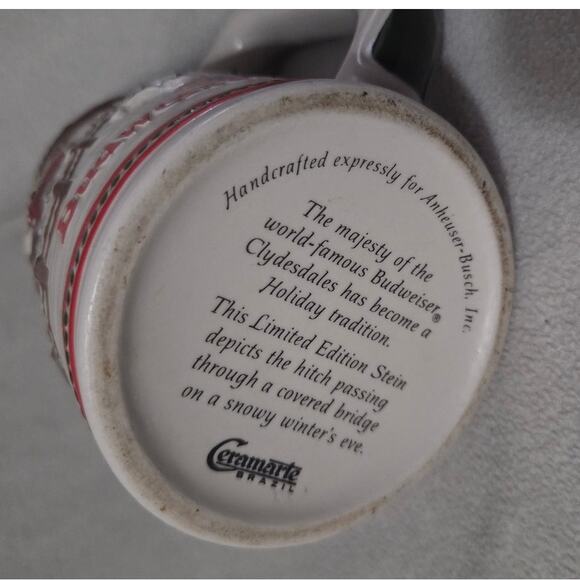 Handcrafted expressly for Anheuser-Busch, Inc.
The majesty of the
world-famous Budweiser®
Clydesdales has become a
Holiday tradition.
This Limited Edition Stein
depicts the hitch passing
through a covered bridge
on a snowy winter's eve.
Ceramarte
BRAZIL